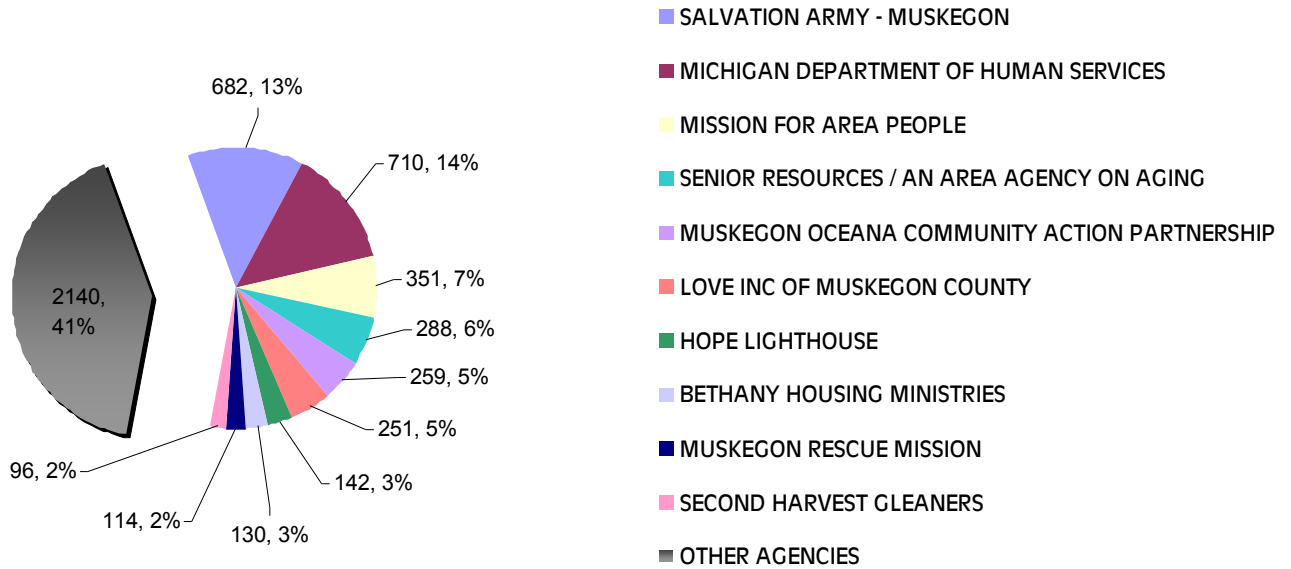 682, 13%
710, 14%
351, 7%
288, 6%
259, 5%
251, 5%
142, 3%
130, 3%
114, 2%
96, 2%
2140,
41%
SALVATION ARMY - MUSKEGON
MICHIGAN DEPARTMENT OF HUMAN SERVICES
MISSION FOR AREA PEOPLE
SENIOR RESOURCES / AN AREA AGENCY ON AGING
MUSKEGON OCEANA COMMUNITY ACTION PARTNERSHIP
LOVE INC OF MUSKEGON COUNTY
HOPE LIGHTHOUSE
BETHANY HOUSING MINISTRIES
MUSKEGON RESCUE MISSION
SECOND HARVEST GLEANERS
OTHER AGENCIES